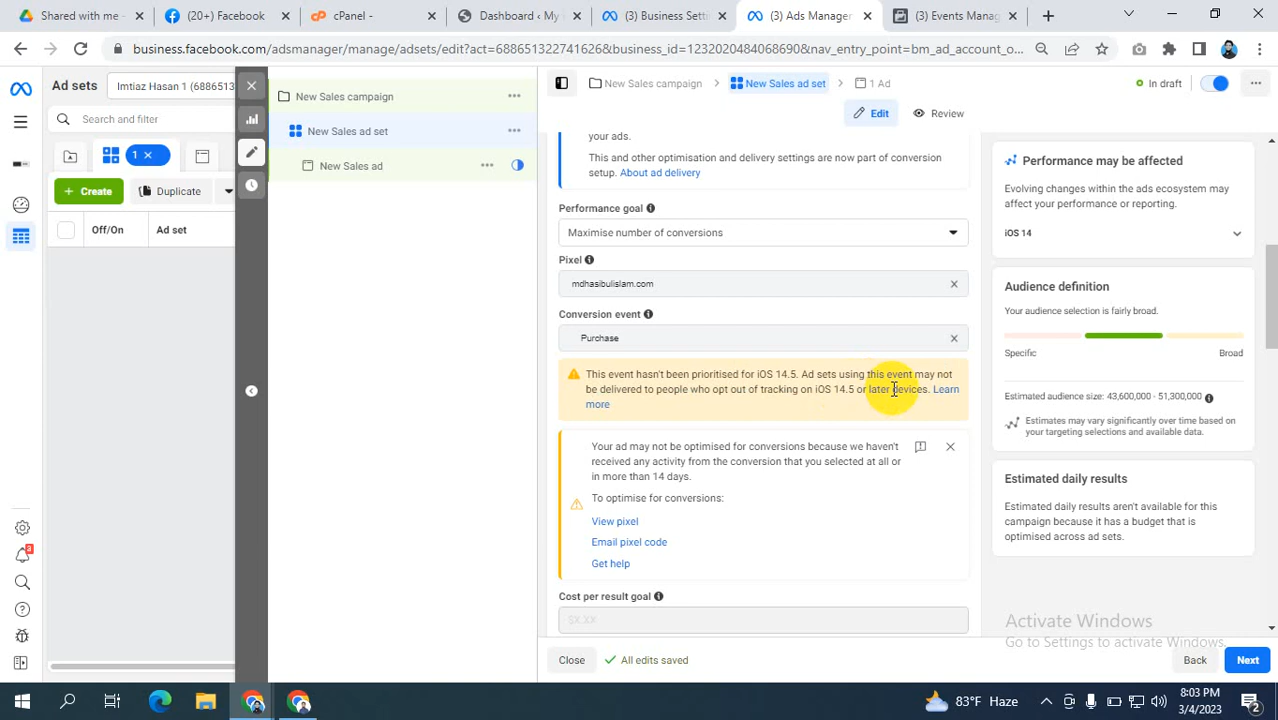 Shared with me -
(20+) Facebook
cPanel -
Dashboard ‹ My
(3) Business Setti
(3) Ads Manager
(3) Events Manag
business.facebook.com/adsmanager/manage/adsets/edit?act=688651322741626&business_id=1232020484068690&nav_entry_point=bm_ad_account_o...
Ad sets
Imtiaz Hasan 1 (6886513
New Sales campaign
New Sales campaign
New Sales ad set
1 Ad
In draft
Search and filter
Edit
Review
New Sales ad set
1
New Sales ad
Create
Duplicate
Off/On
Ad set
your ads.
This and other optimisation and delivery settings are now part of conversion
setup. About ad delivery
Performance goal
Maximise number of conversions
Pixel
mdhasibulislam.com
Conversion event
Purchase
This event hasn't been prioritised for iOS 14.5. Ad sets using this event may not
be delivered to people who opt out of tracking on iOS 14.5 or later devices. Learn
more
Your ad may not be optimised for conversions because we haven't
received any activity from the conversion that you selected at all or
in more than 14 days.
To optimise for conversions:
View pixel
Email pixel code
Get help
Cost per result goal
$X.XX
Performance may be affected
Evolving changes within the ads ecosystem may
affect your performance or reporting.
iOS 14
Audience definition
Your audience selection is fairly broad.
Specific
Broad
Estimated audience size: 43,600,000 - 51,300,000
Estimates may vary significantly over time based on
your targeting selections and available data.
Estimated daily results
Estimated daily results aren't available for this
campaign because it has a budget that is
optimised across ad sets.
Activate Windows
Go to Settings to activate Windows.
Close
All edits saved
Back
Next
83°F Haze
8:03 PM
3/4/2023
2